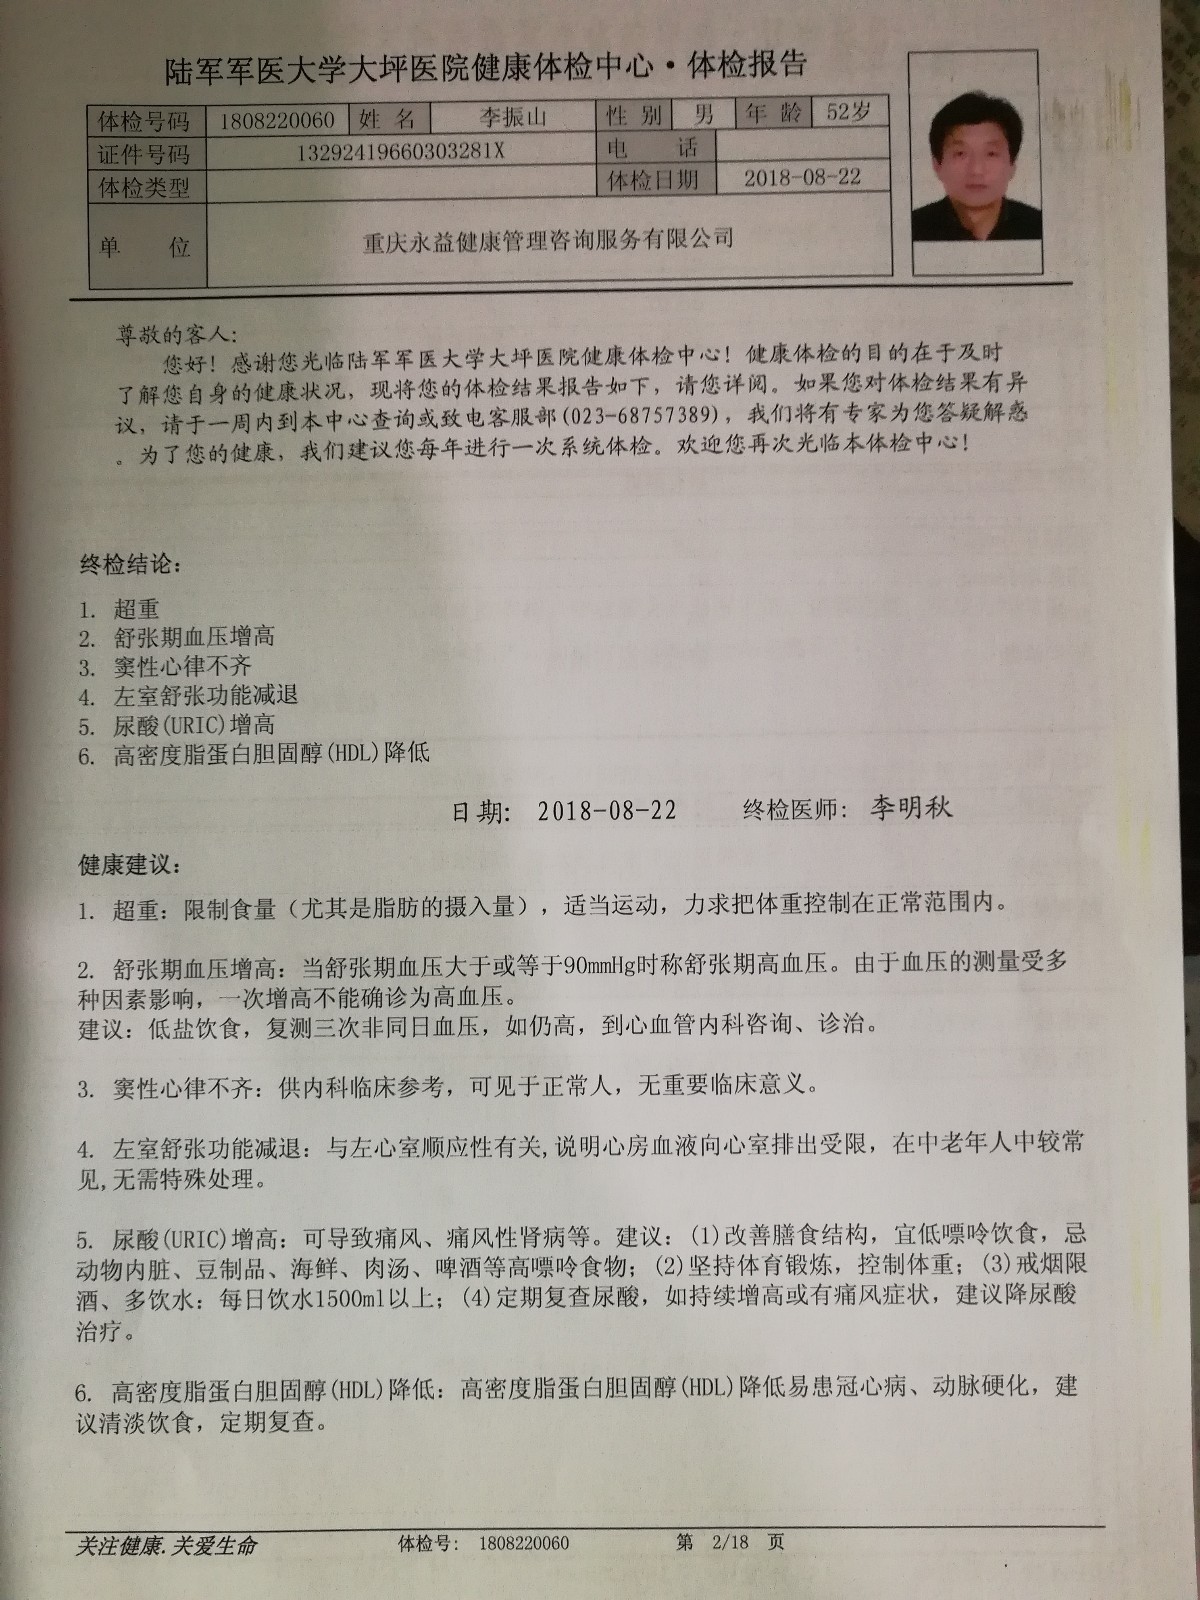 陆军军医大学大坪医院健康体检中心·体检报告
体检号码 1808220060 姓 名 李振山 性 别 男 年 龄 52岁
证件号码 13292419660303281X 电 话
体检类型 体检日期 2018-08-22
单 位 重庆永益健康管理咨询服务有限公司
尊敬的客人:
您好！感谢您光临陆军军医大学大坪医院健康体检中心！健康体检的目的在于及时
了解您自身的健康状况，现将您的体检结果报告如下，请您详阅。如果您对体检结果有异
议，请于一周内到本中心查询或致电客服部(023-68757389)，我们将有专家为您答疑解惑
。为了您的健康，我们建议您每年进行一次系统体检。欢迎您再次光临本体检中心！
终检结论：
1. 超重
2. 舒张期血压增高
3. 窦性心律不齐
4. 左室舒张功能减退
5. 尿酸(URIC)增高
6. 高密度脂蛋白胆固醇(HDL)降低
日期： 2018-08-22 终检医师: 李明秋
健康建议：
1. 超重：限制食量（尤其是脂肪的摄入量），适当运动，力求把体重控制在正常范围内。
2. 舒张期血压增高：当舒张期血压大于或等于90mmHg时称舒张期高血压。由于血压的测量受多
种因素影响，一次增高不能确诊为高血压。
建议：低盐饮食，复测三次非同日血压，如仍高，到心血管内科咨询、诊治。
3. 窦性心律不齐：供内科临床参考，可见于正常人，无重要临床意义。
4. 左室舒张功能减退：与左心室顺应性有关,说明心房血液向心室排出受限，在中老年人中较常
见,无需特殊处理。
5. 尿酸(URIC)增高：可导致痛风、痛风性肾病等。建议：(1)改善膳食结构，宜低嘌呤饮食，忌
动物内脏、豆制品、海鲜、肉汤、啤酒等高嘌呤食物；(2)坚持体育锻炼，控制体重；(3)戒烟限
酒、多饮水：每日饮水1500ml以上；(4)定期复查尿酸，如持续增高或有痛风症状，建议降尿酸
治疗。
6. 高密度脂蛋白胆固醇(HDL)降低：高密度脂蛋白胆固醇(HDL)降低易患冠心病、动脉硬化，建
议清淡饮食，定期复查。
关注健康.关爱生命 体检号: 1808220060 第 2/18 页